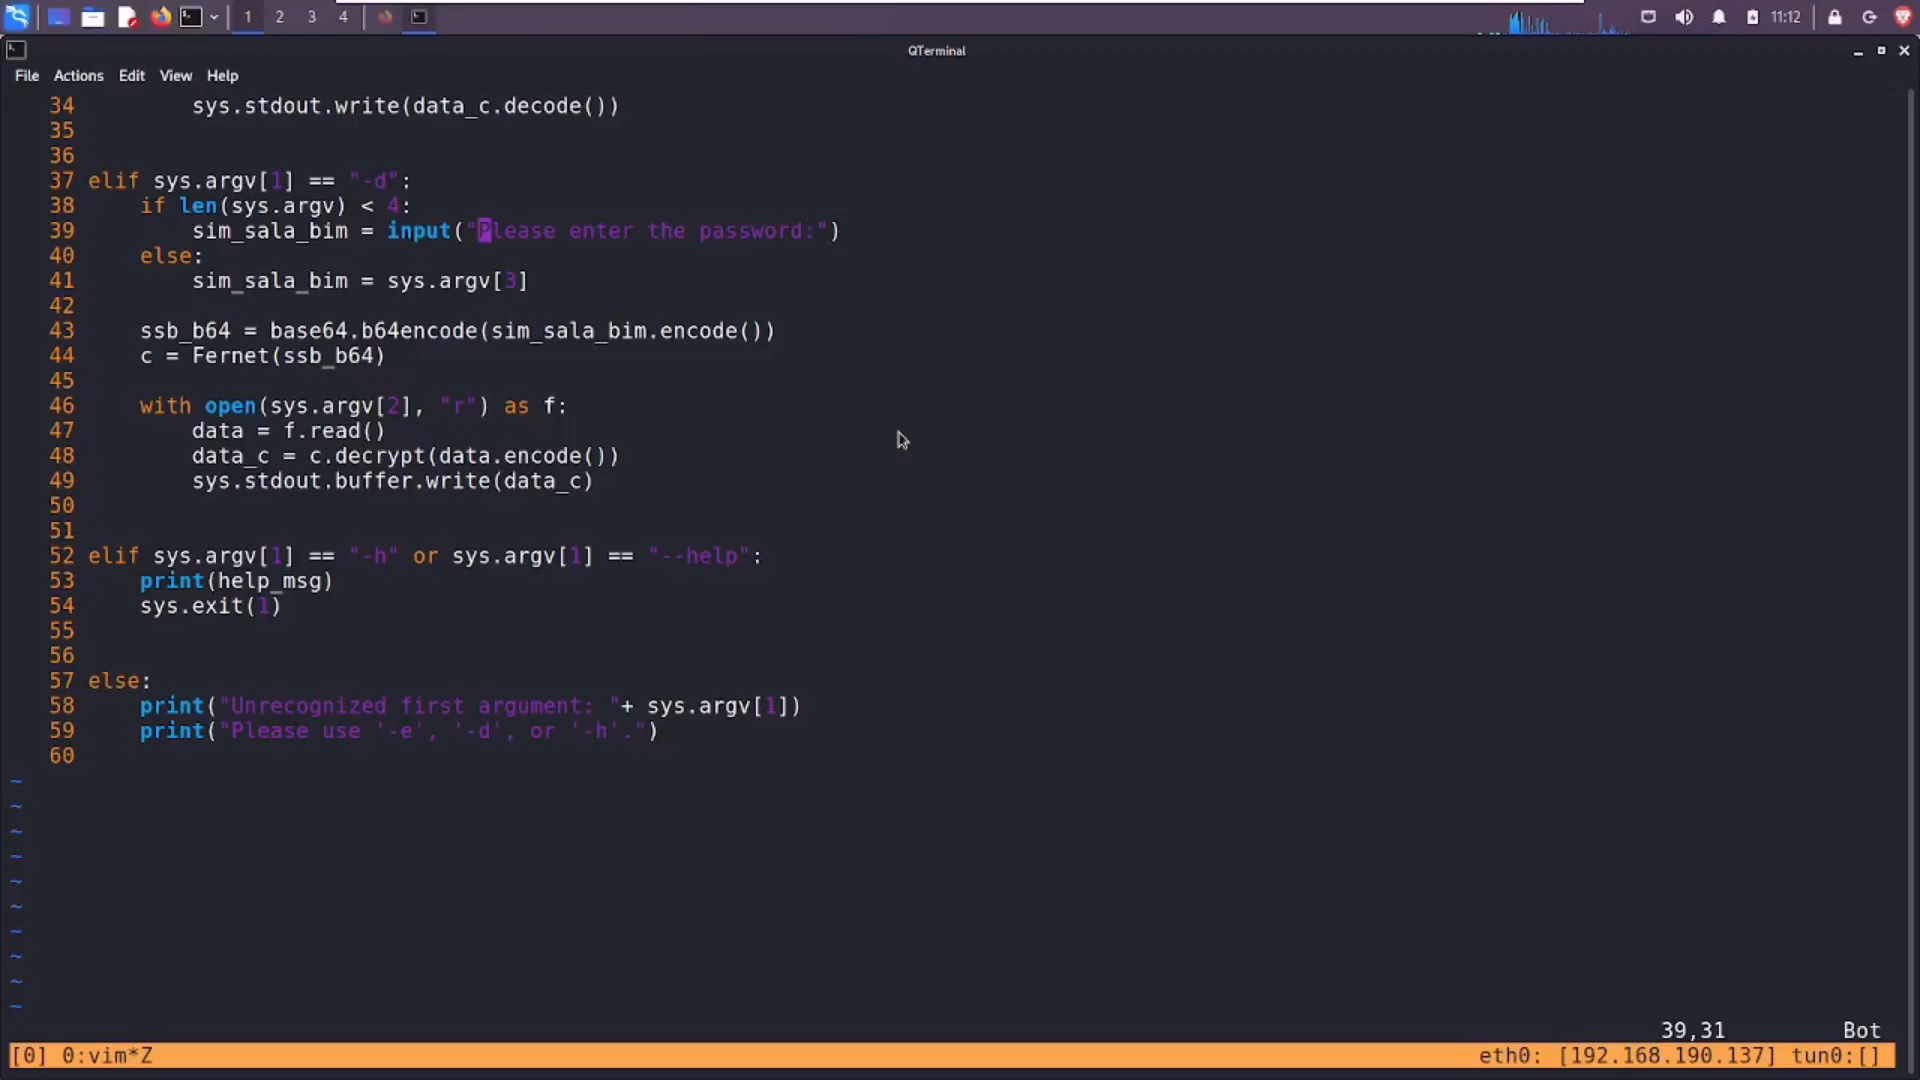 1 2 3 4 11:12
QTerminal
File Actions Edit View Help
34         sys.stdout.write(data_c.decode())
35
36
37 elif sys.argv[1] == "-d":
38     if len(sys.argv) < 4:
39         sim_sala_bim = input("Please enter the password:")
40     else:
41         sim_sala_bim = sys.argv[3]
42
43     ssb_b64 = base64.b64encode(sim_sala_bim.encode())
44     c = Fernet(ssb_b64)
45
46     with open(sys.argv[2], "r") as f:
47         data = f.read()
48         data_c = c.decrypt(data.encode())
49         sys.stdout.buffer.write(data_c)
50
51
52 elif sys.argv[1] == "-h" or sys.argv[1] == "--help":
53     print(help_msg)
54     sys.exit(1)
55
56
57 else:
58     print("Unrecognized first argument: "+ sys.argv[1])
59     print("Please use '-e', '-d', or '-h'.")
60
~
~
~
~
~
~
~
~
~
~
39,31 Bot
[0] 0:vim*Z eth0: [192.168.190.137] tun0:[]